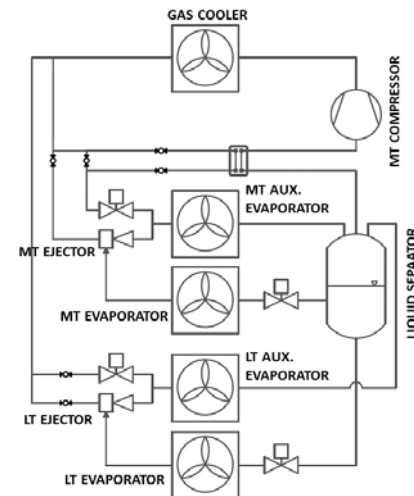 GAS COOLER
MT COMPRESSOR
MT AUX.
EVAPORATOR
MT EJECTOR
MT EVAPORATOR
LIQUID SEPAATOR
LT AUX.
EVAPORATOR
LT EJECTOR
LT EVAPORATOR